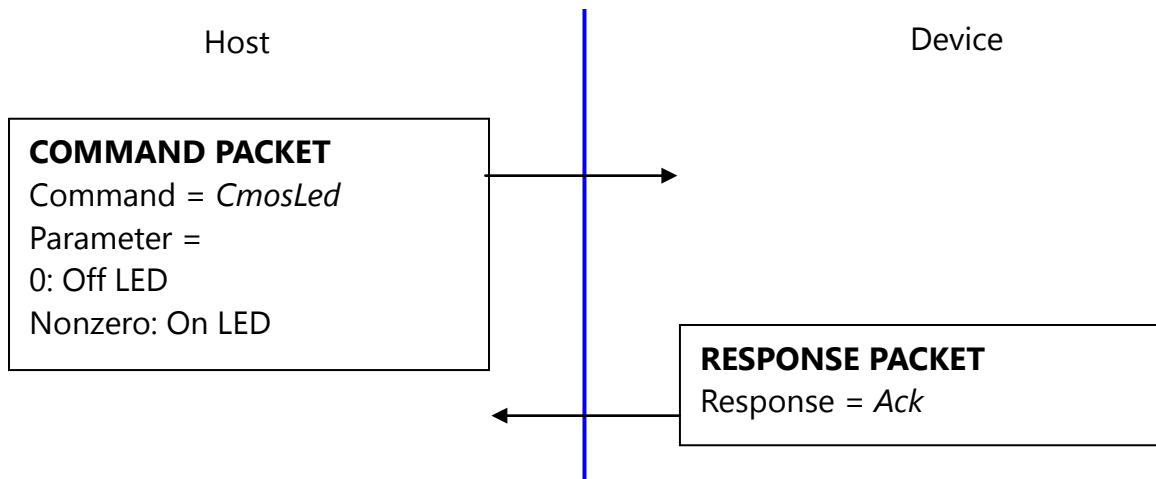 Host
Device
COMMAND PACKET
Command = CmosLed
Parameter =
0: Off LED
Nonzero: On LED
RESPONSE PACKET
Response = Ack